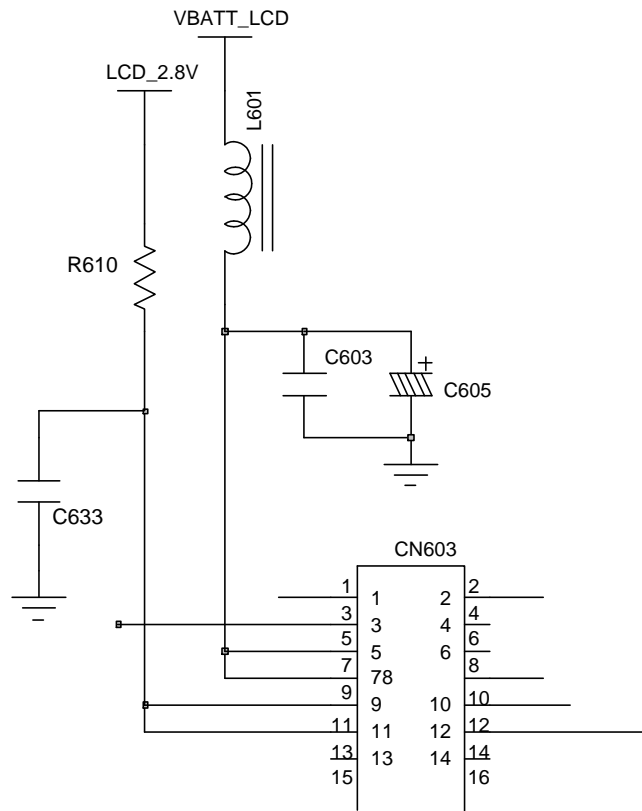 VBATT_LCD
LCD_2.8V
L601
R610
C603
+
C605
C633
CN603
1 1 2 2
3 3 4 4
5 5 6 6
7 78 8
9 9 10 10
11 11 12 12
13 13 14 14
15 16